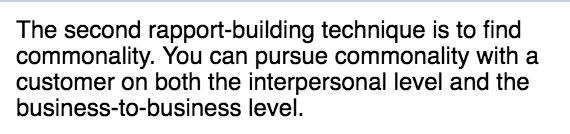 The second rapport-building technique is to find
commonality. You can pursue commonality with a
customer on both the interpersonal level and the
business-to-business level.